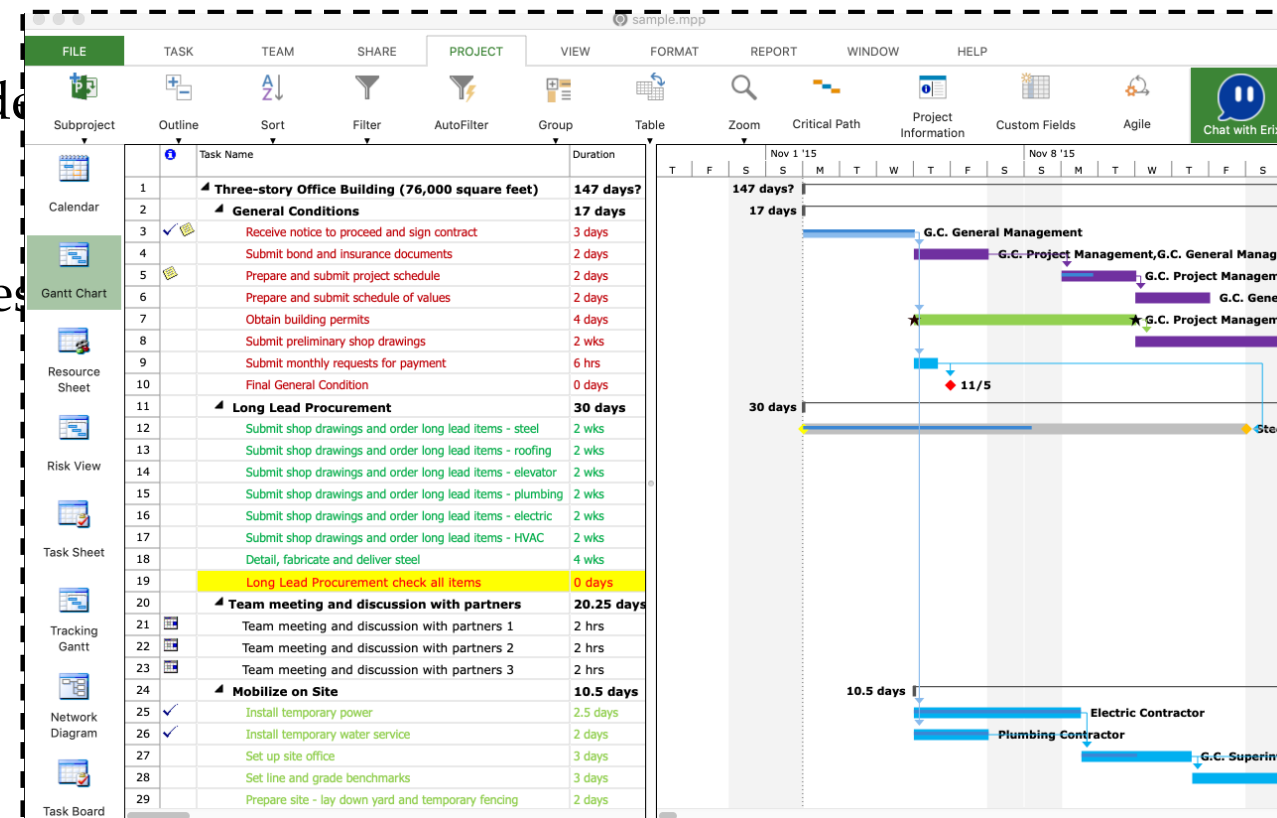 sample.mpp
FILE TASK TEAM SHARE PROJECT VIEW FORMAT REPORT WINDOW HELP
Subproject Outline Sort Filter AutoFilter Group Table Zoom Critical Path Project Information Custom Fields Agile Chat with Erix
de
es
Calendar
Gantt Chart
Resource
Sheet
Risk View
Task Sheet
Tracking
Gantt
Network
Diagram
Task Board
Task Name Duration
1 Three-story Office Building (76,000 square feet) 147 days?
2 General Conditions 17 days
3 Receive notice to proceed and sign contract 3 days
4 Submit bond and insurance documents 2 days
5 Prepare and submit project schedule 2 days
6 Prepare and submit schedule of values 2 days
7 Obtain building permits 4 days
8 Submit preliminary shop drawings 2 wks
9 Submit monthly requests for payment 6 hrs
10 Final General Condition 0 days
11 Long Lead Procurement 30 days
12 Submit shop drawings and order long lead items - steel 2 wks
13 Submit shop drawings and order long lead items - roofing 2 wks
14 Submit shop drawings and order long lead items - elevator 2 wks
15 Submit shop drawings and order long lead items - plumbing 2 wks
16 Submit shop drawings and order long lead items - electric 2 wks
17 Submit shop drawings and order long lead items - HVAC 2 wks
18 Detail, fabricate and deliver steel 4 wks
19 Long Lead Procurement check all items 0 days
20 Team meeting and discussion with partners 20.25 days
21 Team meeting and discussion with partners 1 2 hrs
22 Team meeting and discussion with partners 2 2 hrs
23 Team meeting and discussion with partners 3 2 hrs
24 Mobilize on Site 10.5 days
25 Install temporary power 2.5 days
26 Install temporary water service 2 days
27 Set up site office 3 days
28 Set line and grade benchmarks 3 days
29 Prepare site - lay down yard and temporary fencing 2 days
Nov 1 '15 Nov 8 '15
T F S S M T W T F S S M T W T F S
147 days?
17 days
G.C. General Management
G.C. Project Management,G.C. General Manag
G.C. Project Managem
G.C. Gene
G.C. Project Managem
11/5
30 days
Stee
10.5 days
Electric Contractor
Plumbing Contractor
G.C. Superin